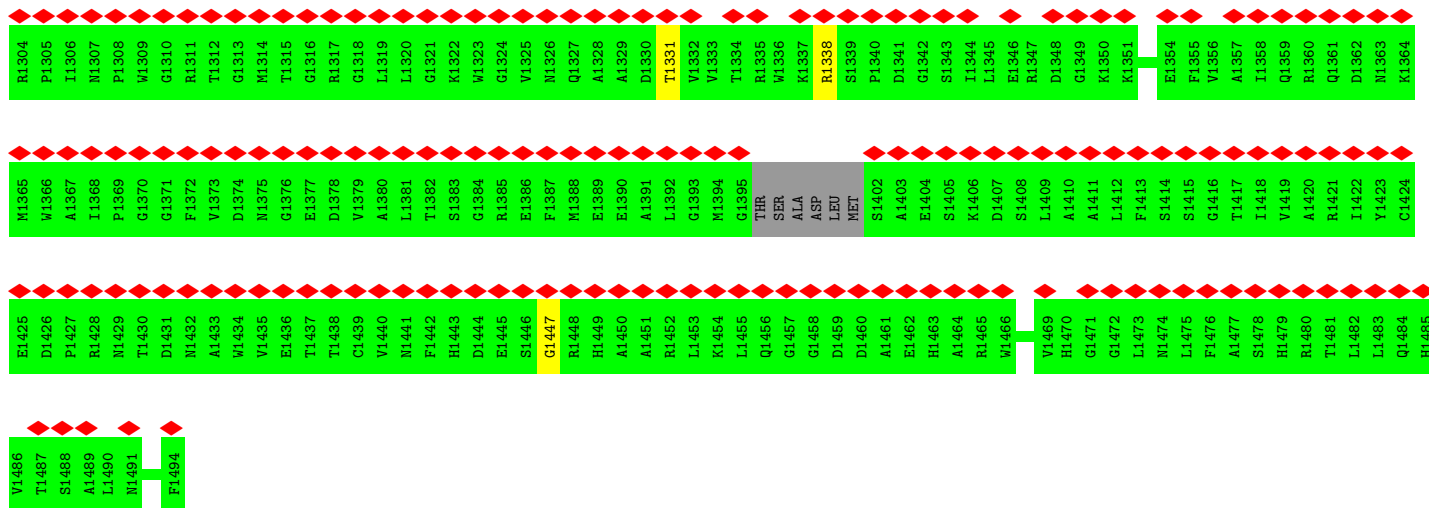 R1304 P1305 I1306 N1307 P1308 W1309 G1310 R1311 T1312 G1313 M1314 T1315 G1316 R1317 G1318 L1319 L1320 G1321 K1322 W1323 G1324 V1325 N1326 Q1327 A1328 A1329 D1330 T1331 V1332 V1333 T1334 R1335 W1336 K1337 R1338 S1339 P1340 D1341 G1342 S1343 I1344 L1345 E1346 R1347 D1348 G1349 K1350 K1351 E1354 F1355 V1356 A1357 I1358 Q1359 R1360 Q1361 D1362 N1363 K1364
M1365 W1366 A1367 I1368 P1369 G1370 G1371 F1372 V1373 D1374 N1375 G1376 E1377 D1378 V1379 A1380 L1381 T1382 S1383 G1384 R1385 E1386 F1387 M1388 E1389 E1390 A1391 L1392 G1393 M1394 G1395 THR SER ALA ASP LEU MET S1402 A1403 E1404 S1405 K1406 D1407 S1408 L1409 A1410 A1411 L1412 F1413 S1414 S1415 G1416 T1417 I1418 V1419 A1420 R1421 I1422 Y1423 C1424
E1425 D1426 P1427 R1428 N1429 T1430 D1431 N1432 A1433 W1434 V1435 E1436 T1437 T1438 C1439 V1440 N1441 F1442 H1443 D1444 E1445 S1446 G1447 R1448 H1449 A1450 A1451 R1452 L1453 K1454 L1455 Q1456 G1457 G1458 D1459 D1460 A1461 E1462 H1463 A1464 R1465 W1466 V1469 H1470 G1471 G1472 L1473 N1474 L1475 F1476 A1477 S1478 H1479 R1480 T1481 L1482 L1483 Q1484 H1485
V1486 T1487 S1488 A1489 L1490 N1491 F1494